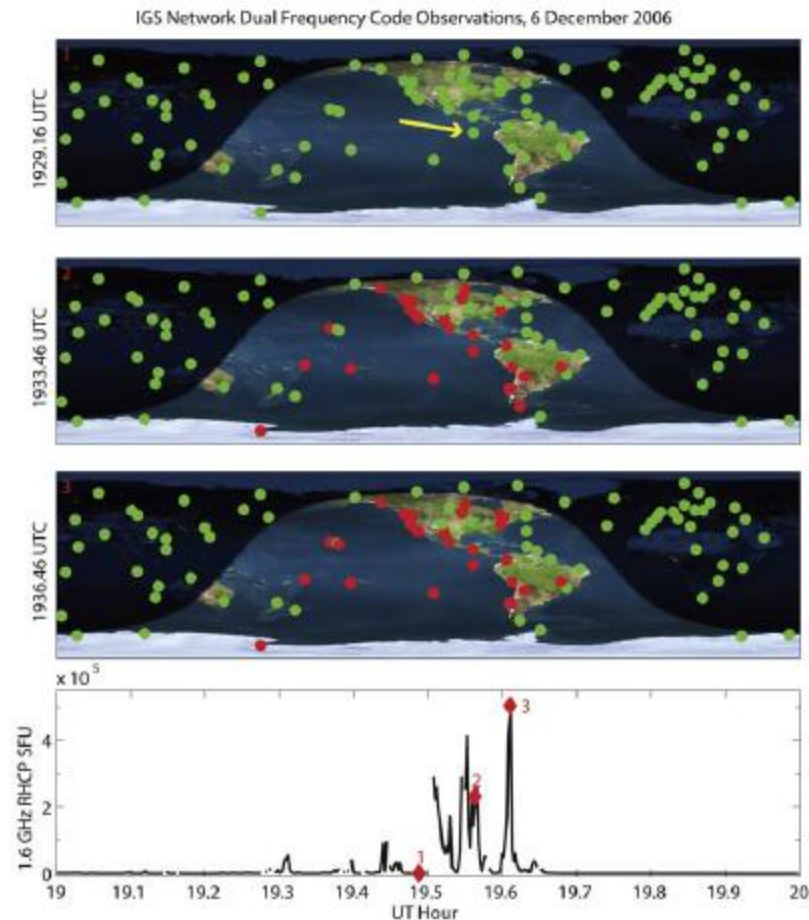 IGS Network Dual Frequency Code Observations, 6 December 2006
1
1929.16 UTC
2
1933.46 UTC
3
1936.46 UTC
x 10 5
1.6 GHz RHCP SFU
4
2
0
1
2
3
19 19.1 19.2 19.3 19.4 19.5 19.6 19.7 19.8 19.9 20
UT Hour